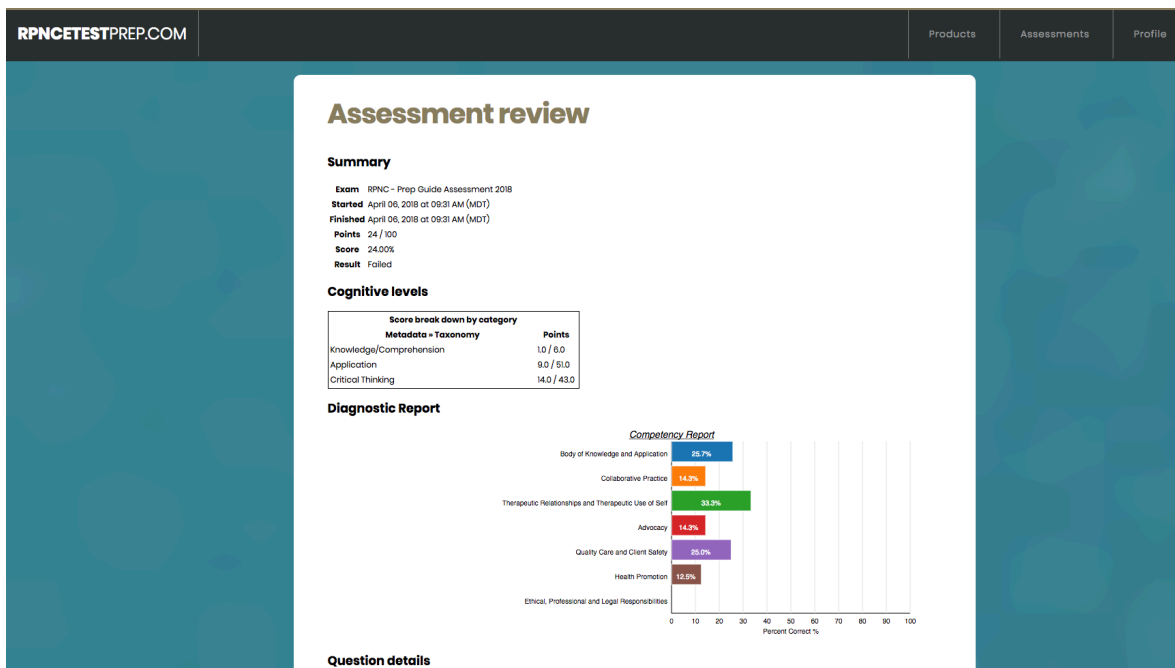 RPNCETESTPREP.COM
Products
Assessments
Profile
Assessment review
Summary
Exam RPNC - Prep Guide Assessment 2018
Started April 06, 2018 at 09:31 AM (MDT)
Finished April 06, 2018 at 09:31 AM (MDT)
Points 24 / 100
Score 24.00%
Result Failed
Cognitive levels
Score break down by category
Metadata » Taxonomy Points
Knowledge/Comprehension 1.0 / 6.0
Application 9.0 / 51.0
Critical Thinking 14.0 / 43.0
Diagnostic Report
Competency Report
Body of Knowledge and Application 25.7%
Collaborative Practice 14.3%
Therapeutic Relationships and Therapeutic Use of Self 33.3%
Advocacy 14.3%
Quality Care and Client Safety 25.0%
Health Promotion 12.5%
Ethical, Professional and Legal Responsibilities
0 10 20 30 40 50 60 70 80 90 100
Percent Correct %
Question details